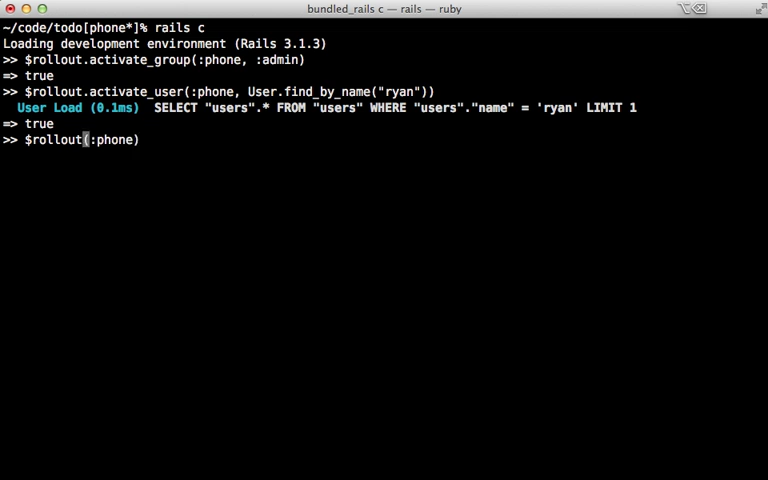 bundled_rails c — rails — ruby
~/code/todo[phone*]% rails c
Loading development environment (Rails 3.1.3)
>> $rollout.activate_group(:phone, :admin)
=> true
>> $rollout.activate_user(:phone, User.find_by_name("ryan"))
User Load (0.1ms)  SELECT "users".* FROM "users" WHERE "users"."name" = 'ryan' LIMIT 1
=> true
>> $rollout(:phone)